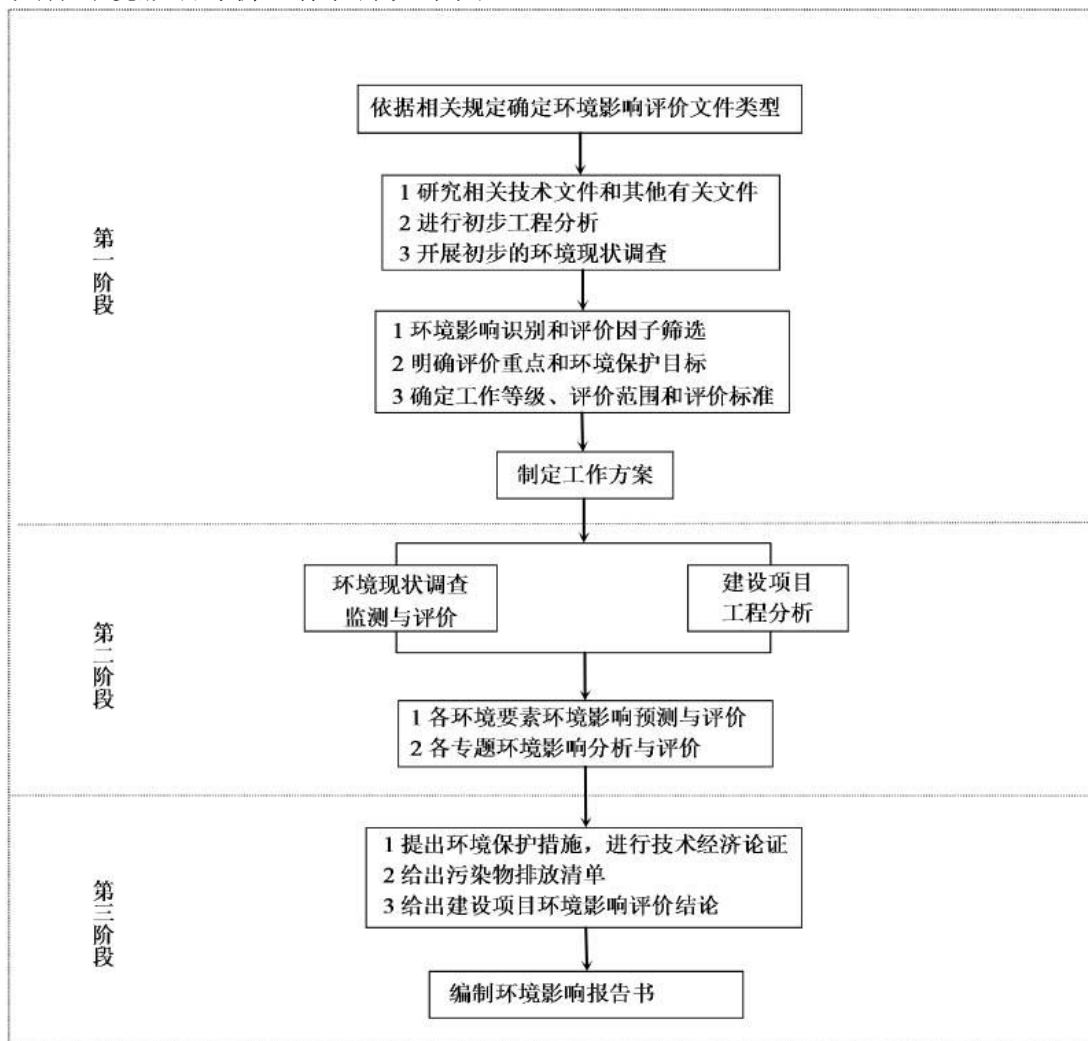 依据相关规定确定环境影响评价文件类型
1 研究相关技术文件和其他有关文件
2 进行初步工程分析
3 开展初步的环境现状调查
第一阶段
1 环境影响识别和评价因子筛选
2 明确评价重点和环境保护目标
3 确定工作等级、评价范围和评价标准
制定工作方案
环境现状调查
监测与评价
建设项目
工程分析
第二阶段
1 各环境要素环境影响预测与评价
2 各专题环境影响分析与评价
1 提出环境保护措施，进行技术经济论证
2 给出污染物排放清单
3 给出建设项目环境影响评价结论
第三阶段
编制环境影响报告书